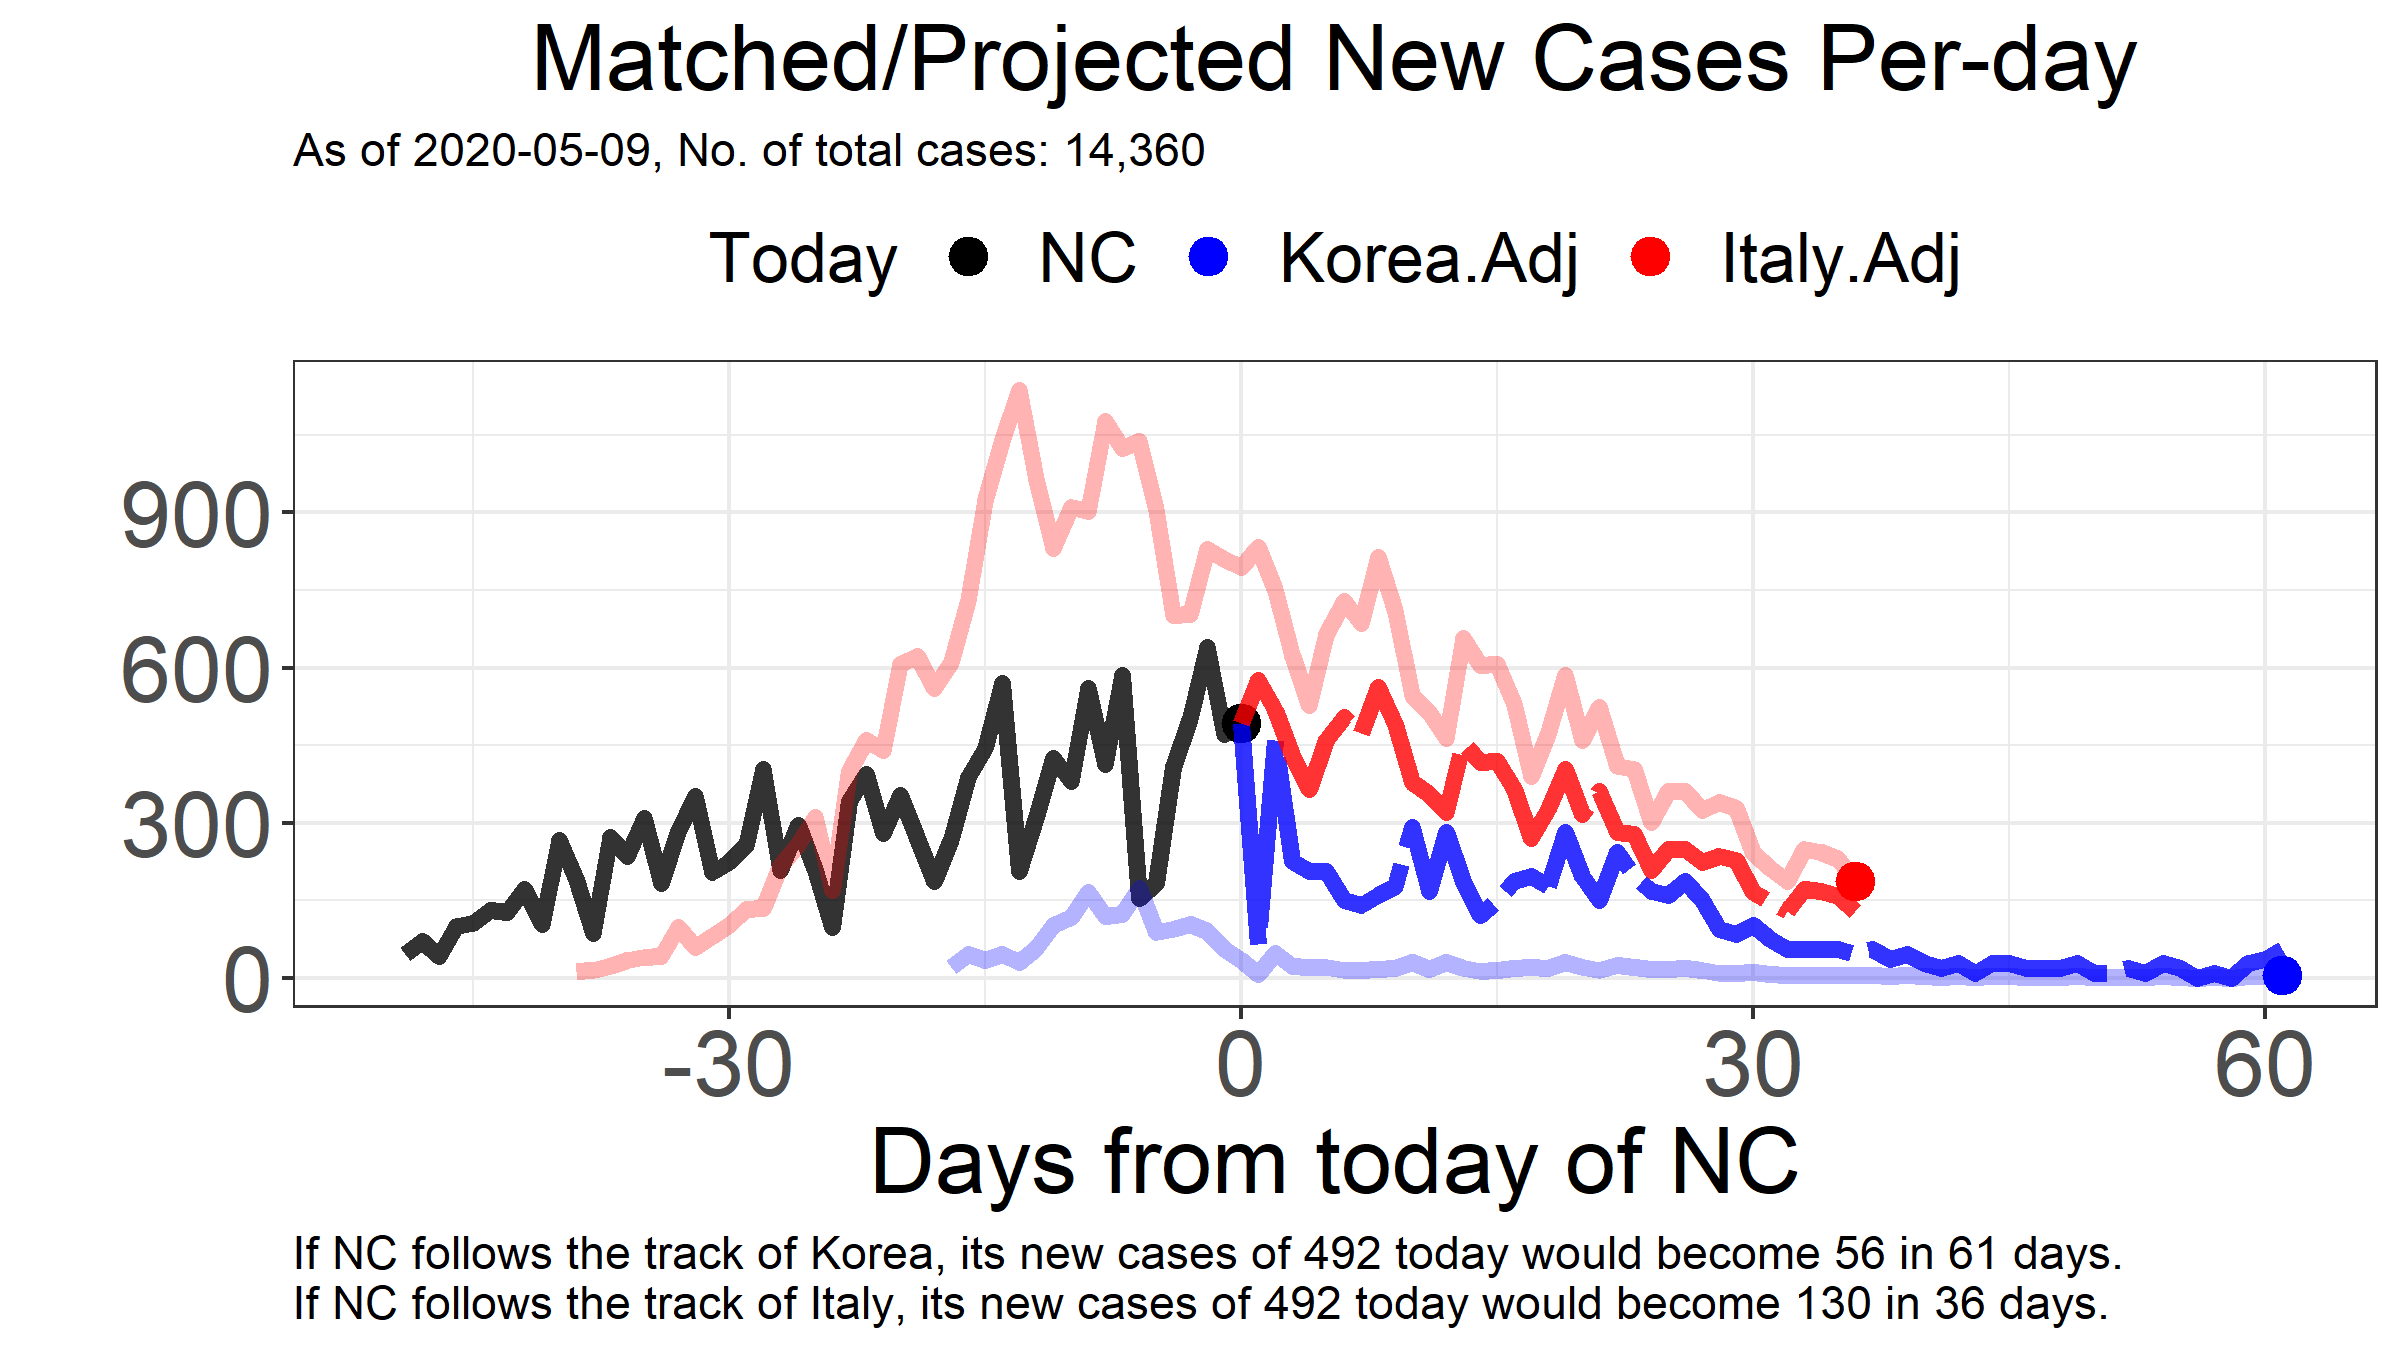 Matched/Projected New Cases Per-day
As of 2020-05-09, No. of total cases: 14,360
Today NC Korea.Adj Italy.Adj
900
600
300
0
-30 0 30 60
Days from today of NC
If NC follows the track of Korea, its new cases of 492 today would become 56 in 61 days.
If NC follows the track of Italy, its new cases of 492 today would become 130 in 36 days.